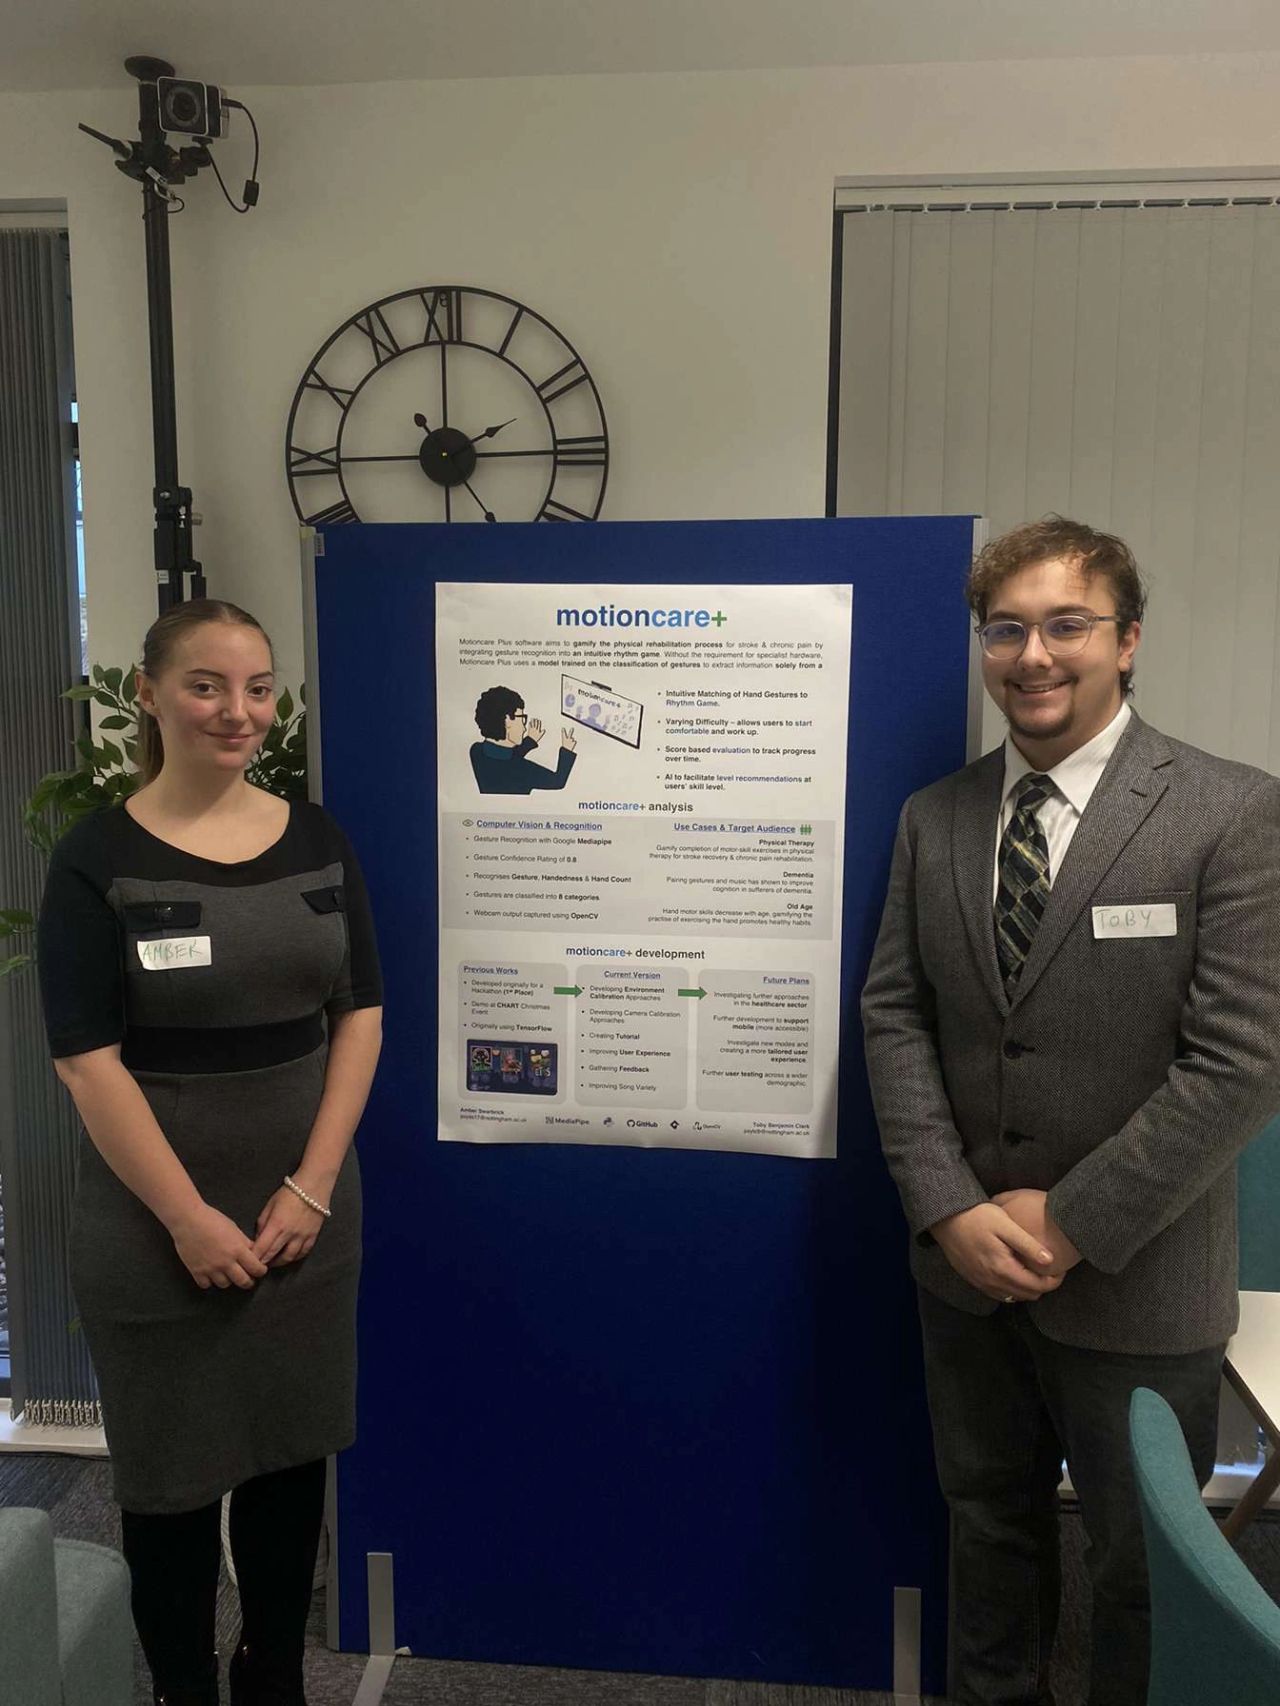 XI
XII
I
II
X
III
IX
motioncare+
Motioncare Plus software aims to gamify the physical rehabilitation process for stroke & chronic pain by
integrating gesture recognition into an intuitive rhythm game. Without the requirement for specialist hardware,
Motioncare Plus uses a model trained on the classification of gestures to extract information solely from a
motioncare+
• Intuitive Matching of Hand Gestures to
Rhythm Game.
• Varying Difficulty – allows users to start
comfortable and work up.
• Score based evaluation to track progress
over time.
• AI to facilitate level recommendations at
users' skill level.
motioncare+ analysis
Computer Vision & Recognition
• Gesture Recognition with Google Mediapipe
• Gesture Confidence Rating of 0.8
• Recognises Gesture, Handedness & Hand Count
• Gestures are classified into 8 categories
• Webcam output captured using OpenCV
Use Cases & Target Audience
Physical Therapy
Gamify completion of motor-skill exercises in physical
therapy for stroke recovery & chronic pain rehabilitation.
Dementia
Pairing gestures and music has shown to improve
cognition in sufferers of dementia.
Old Age
Hand motor skills decrease with age, gamifying the
practise of exercising the hand promotes healthy habits.
motioncare+ development
Previous Works
• Developed originally for a
Hackathon (1st Place)
• Demo at CHART Christmas
Event
• Originally using TensorFlow
Current Version
• Developing Environment
Calibration Approaches
• Developing Camera Calibration
Approaches
• Creating Tutorial
• Improving User Experience
• Gathering Feedback
• Improving Song Variety
Future Plans
Investigating further approaches
in the healthcare sector.
Further development to support
mobile (more accessible)
Investigate new modes and
creating a more tailored user
experience.
Further user testing across a wider
demographic.
Amber Swarbrick
MediaPipe
GitHub
OpenCV
Toby Benjamin Clark
AMBER
TOBY